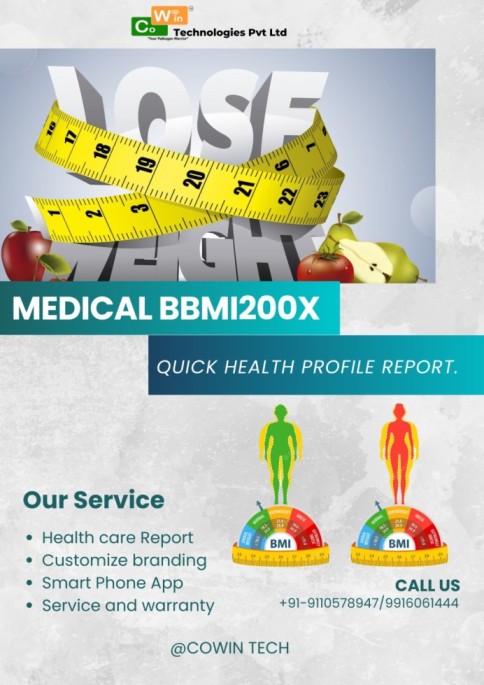 Co
Win
Technologies Pvt Ltd
"Your Pathogen Warrior"
LOSE
WEIGHT
16 17 18 19 20 21 22 23
6 7
1 2 3
MEDICAL BBMI200X
QUICK HEALTH PROFILE REPORT.
Our Service
• Health care Report
• Customize branding
• Smart Phone App
• Service and warranty
BMI
BMI
CALL US
+91-9110578947/9916061444
@COWIN TECH